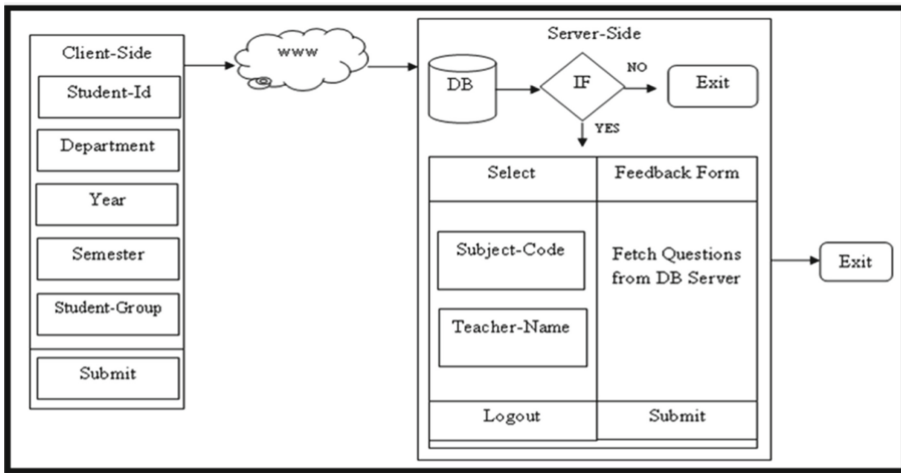 Client-Side
Student-Id
Department
Year
Semester
Student-Group
Submit
www
Server-Side
DB
IF
NO
Exit
YES
Select
Feedback Form
Subject-Code
Teacher-Name
Fetch Questions
from DB Server
Logout
Submit
Exit